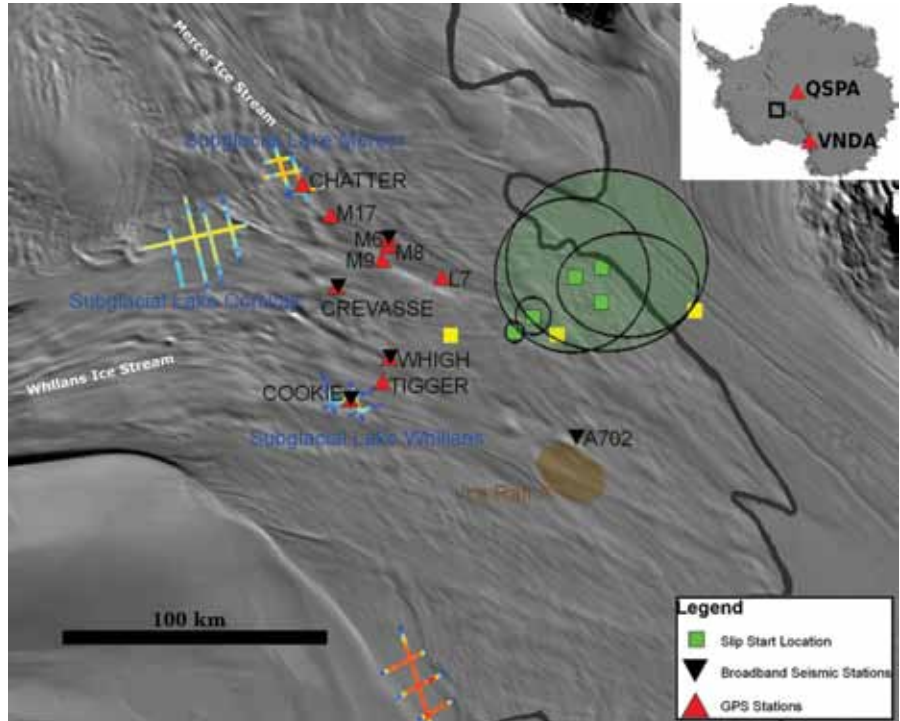 Mercer Ice Stream
QSPA
VNDA
Subglacial Lake Mercer
CHATTER
M17
M6
M8
M9
L7
Subglacial Lake Conway
CREVASSE
WHIGH
Whillans Ice Stream
TIGGER
COOKIE
Subglacial Lake Whillans
A702
Ice Raft A
100 km
Legend
Slip Start Location
Broadband Seismic Stations
GPS Stations